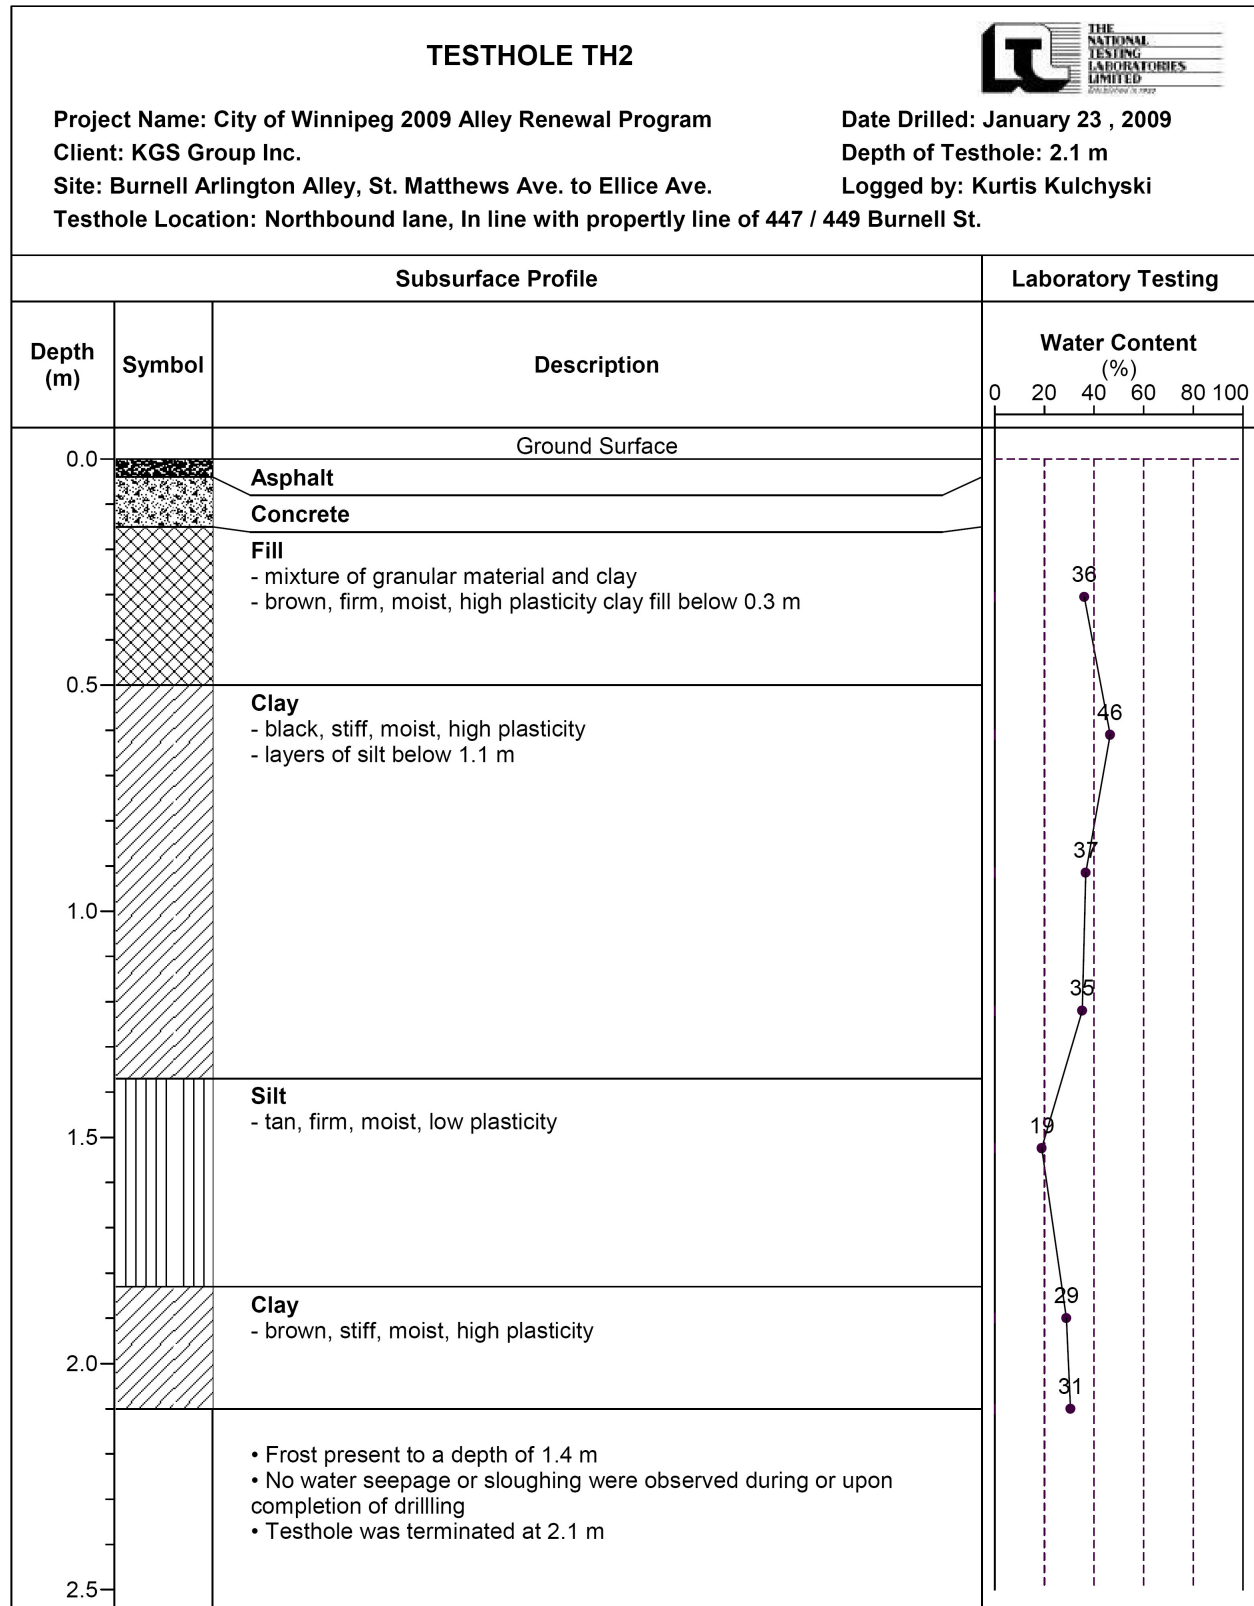 TESTHOLE TH2
THE
NATIONAL
TESTING
LABORATORIES
LIMITED
Established in 1923
Project Name: City of Winnipeg 2009 Alley Renewal Program
Date Drilled: January 23 , 2009
Client: KGS Group Inc.
Depth of Testhole: 2.1 m
Site: Burnell Arlington Alley, St. Matthews Ave. to Ellice Ave.
Logged by: Kurtis Kulchyski
Testhole Location: Northbound lane, In line with propertly line of 447 / 449 Burnell St.
Subsurface Profile
Laboratory Testing
Depth
(m)
Symbol
Description
Water Content
(%)
0 20 40 60 80 100
Ground Surface
0.0
Asphalt
Concrete
Fill
- mixture of granular material and clay
- brown, firm, moist, high plasticity clay fill below 0.3 m
36
0.5
Clay
- black, stiff, moist, high plasticity
- layers of silt below 1.1 m
46
37
1.0
35
Silt
- tan, firm, moist, low plasticity
1.5
19
Clay
- brown, stiff, moist, high plasticity
29
2.0
31
• Frost present to a depth of 1.4 m
• No water seepage or sloughing were observed during or upon
completion of drillling
• Testhole was terminated at 2.1 m
2.5